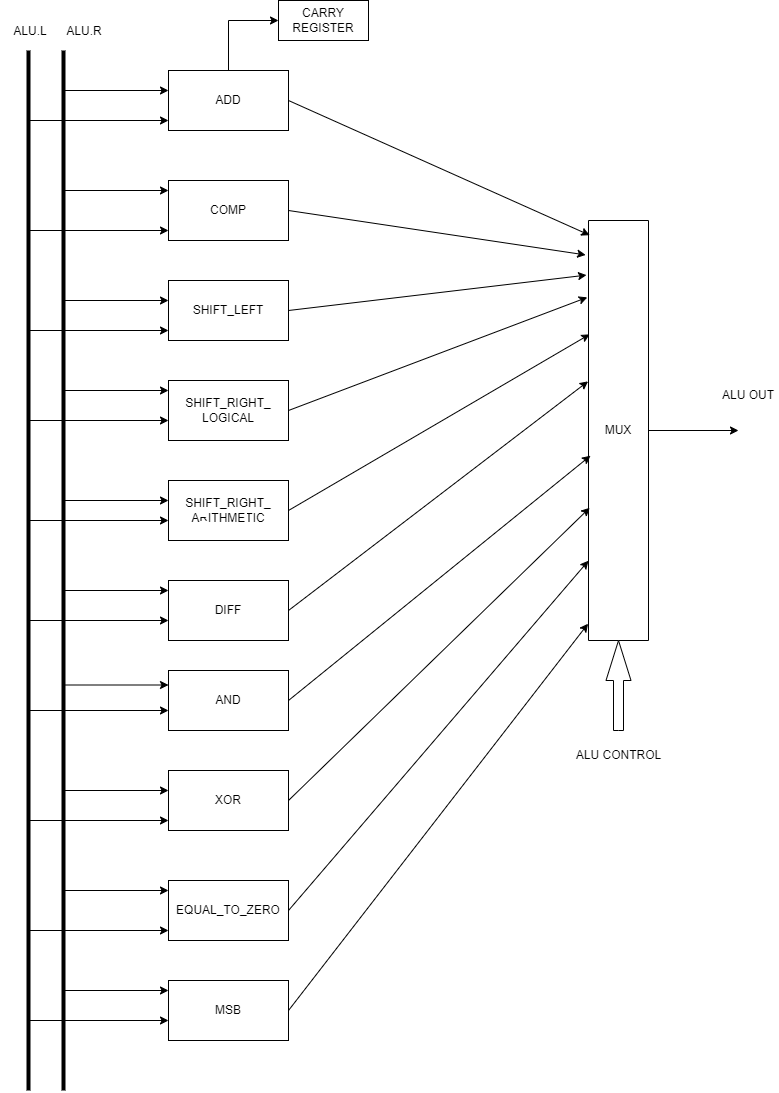 CARRY
REGISTER
ALU.L
ALU.R
ADD
COMP
SHIFT_LEFT
SHIFT_RIGHT_
LOGICAL
SHIFT_RIGHT_
ARITHMETIC
DIFF
AND
XOR
EQUAL_TO_ZERO
MSB
MUX
ALU OUT
ALU CONTROL